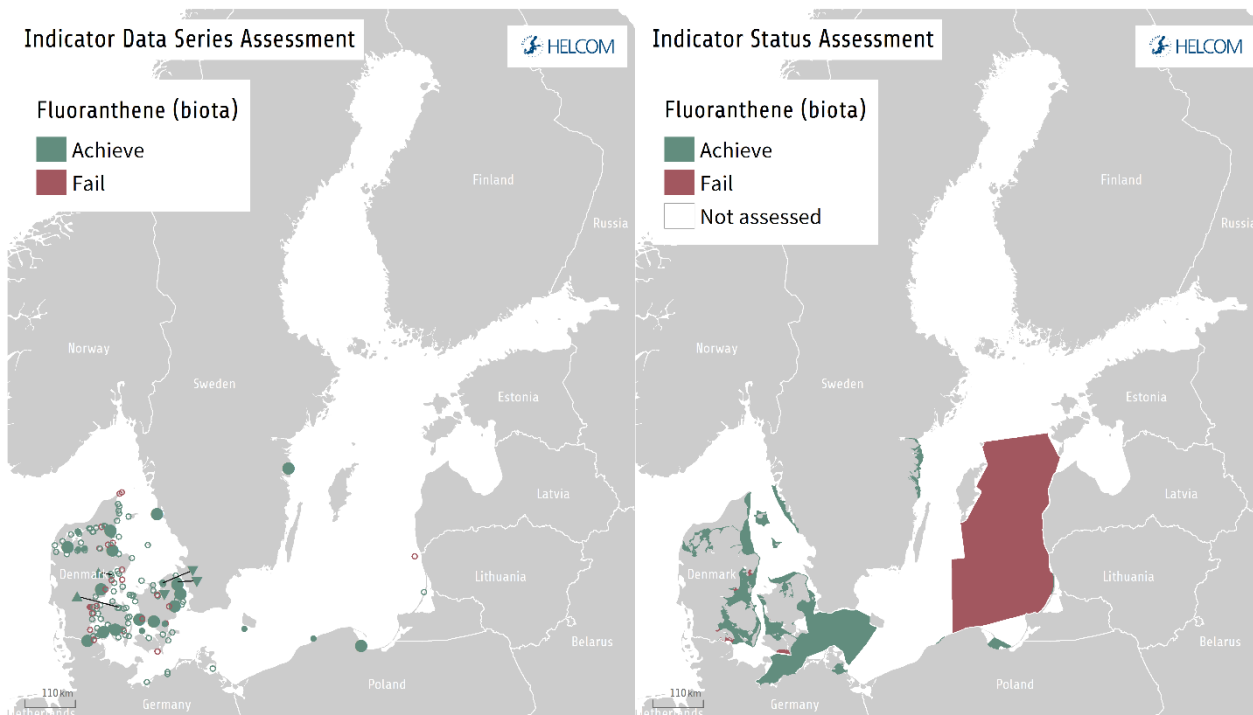 Indicator Data Series Assessment
HELCOM
Fluoranthene (biota)
Achieve
Fail
Finland
Russia
Norway
Sweden
Estonia
Latvia
Denmark
Lithuania
Belarus
Poland
110Km
Germany
Netherlands
Indicator Status Assessment
HELCOM
Fluoranthene (biota)
Achieve
Fail
Not assessed
Finland
Russia
Norway
Sweden
Estonia
Latvia
Denmark
Lithuania
Belarus
Poland
110Km
Germany
Netherlands